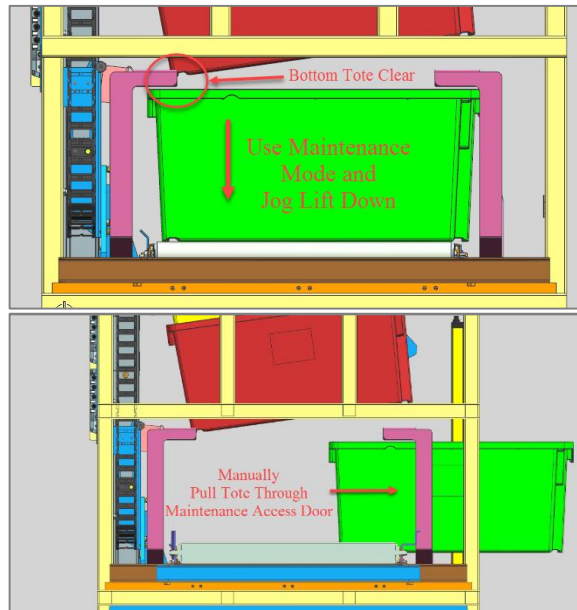 Bottom Tote Clear
Use Maintenance
Mode and
Jog Lift Down
Manually
Pull Tote Through
Maintenance Access Door